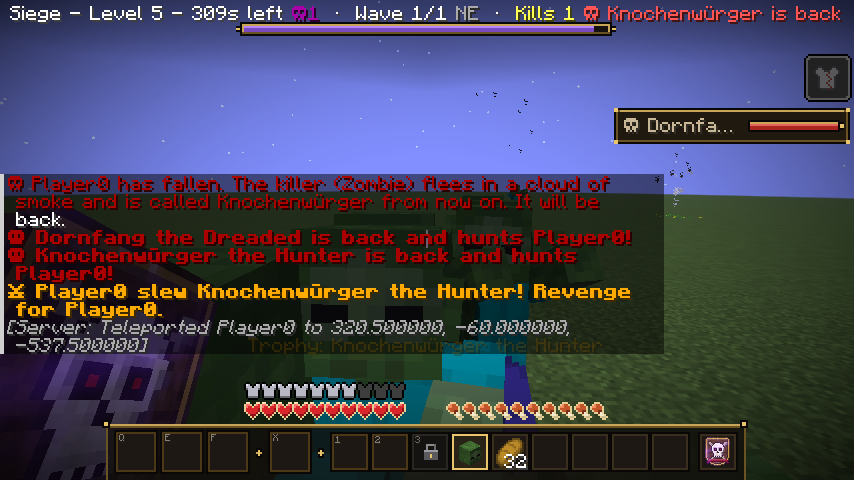 Siege - Level 5 - 309s left 1 · Wave 1/1 NE · Kills 1 Knochenwürger is back
Dornfa...
Player0 has fallen. The killer (Zombie) flees in a cloud of
smoke and is called Knochenwürger from now on. It will be
back.
Dornfang the Dreaded is back and hunts Player0!
Knochenwürger the Hunter is back and hunts
Player0!
Player0 slew Knochenwürger the Hunter! Revenge
for Player0.
[Server: Teleported Player0 to 320.500000, -60.000000,
-537.500000]
Trophy: Knochenwürger the Hunter
Q E F X 1 2 3
32